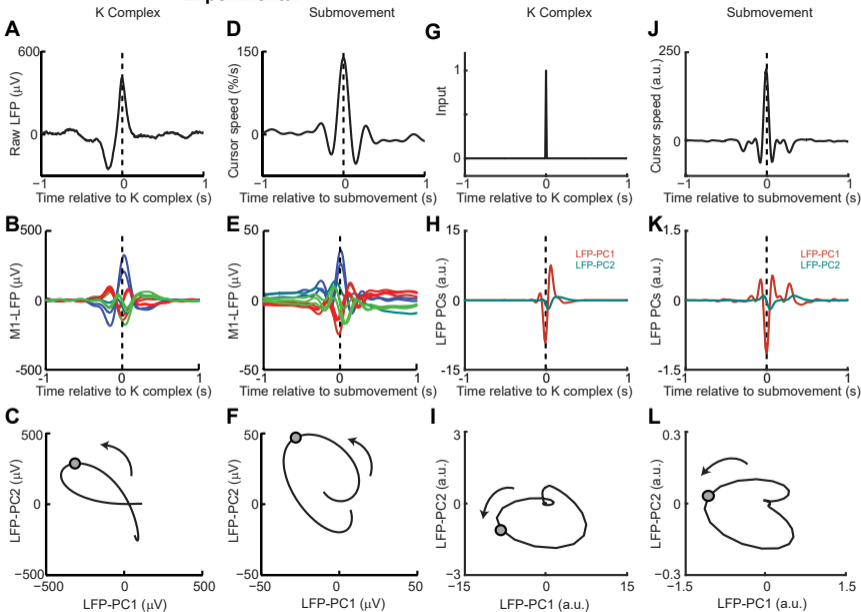 K Complex
Submovement
K Complex
Submovement
A
600
0
Raw LFP (μV)
−1
0
1
Time relative to K complex (s)
D
150
0
Cursor speed (%/s)
−1
0
1
Time relative to submovement (s)
G
1
0
Input
−1
0
1
Time relative to K complex (s)
J
250
0
Cursor speed (a.u.)
−1
0
1
Time relative to submovement (s)
B
500
0
−500
M1-LFP (μV)
−1
0
1
Time relative to K complex (s)
E
50
0
−50
M1-LFP (μV)
−1
0
1
Time relative to submovement (s)
H
15
0
−15
LFP PCs (a.u.)
LFP-PC1
LFP-PC2
−1
0
1
Time relative to K complex (s)
K
1.5
0
−1.5
LFP PCs (a.u.)
LFP-PC1
LFP-PC2
−1
0
1
Time relative to submovement (s)
C
500
0
−500
LFP-PC2 (μV)
−500
0
500
LFP-PC1 (μV)
F
50
0
−50
LFP-PC2 (μV)
−50
0
50
LFP-PC1 (μV)
I
3
0
−3
LFP-PC2 (a.u.)
−15
0
15
LFP-PC1 (a.u.)
L
0.3
0
−0.3
LFP-PC2 (a.u.)
−1.5
0
1.5
LFP-PC1 (a.u.)